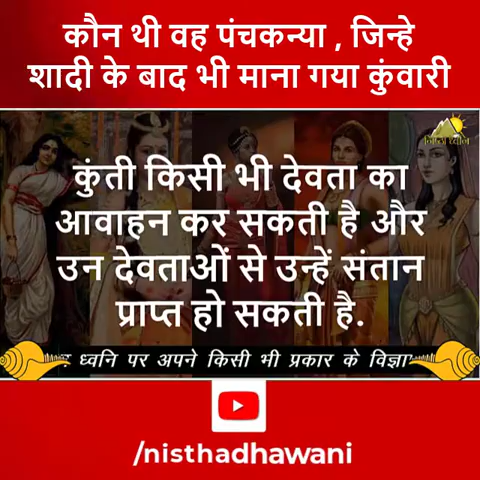 कौन थी वह पंचकन्या , जिन्हे
शादी के बाद भी माना गया कुंवारी
कुंती किसी भी देवता का
आवाहन कर सकती है और
उन देवताओं से उन्हें संतान
प्राप्त हो सकती है.
ध्वनि पर अपने किसी भी प्रकार के
/nisthadhawani